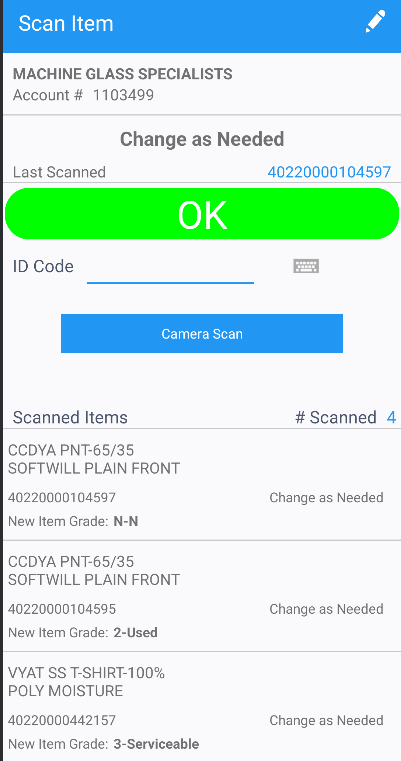 Scan Item
MACHINE GLASS SPECIALISTS
Account # 1103499
Change as Needed
Last Scanned 40220000104597
OK
ID Code
Camera Scan
Scanned Items # Scanned 4
CCDYA PNT-65/35
SOFTWILL PLAIN FRONT
40220000104597 Change as Needed
New Item Grade: N-N
CCDYA PNT-65/35
SOFTWILL PLAIN FRONT
40220000104595 Change as Needed
New Item Grade: 2-Used
VYAT SS T-SHIRT-100%
POLY MOISTURE
40220000442157 Change as Needed
New Item Grade: 3-Serviceable